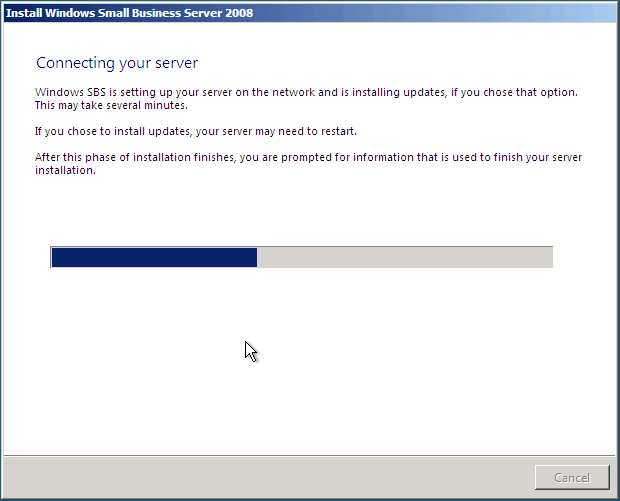 Install Windows Small Business Server 2008
Connecting your server
Windows SBS is setting up your server on the network and is installing updates, if you chose that option.
This may take several minutes.
If you chose to install updates, your server may need to restart.
After this phase of installation finishes, you are prompted for information that is used to finish your server
installation.
Cancel